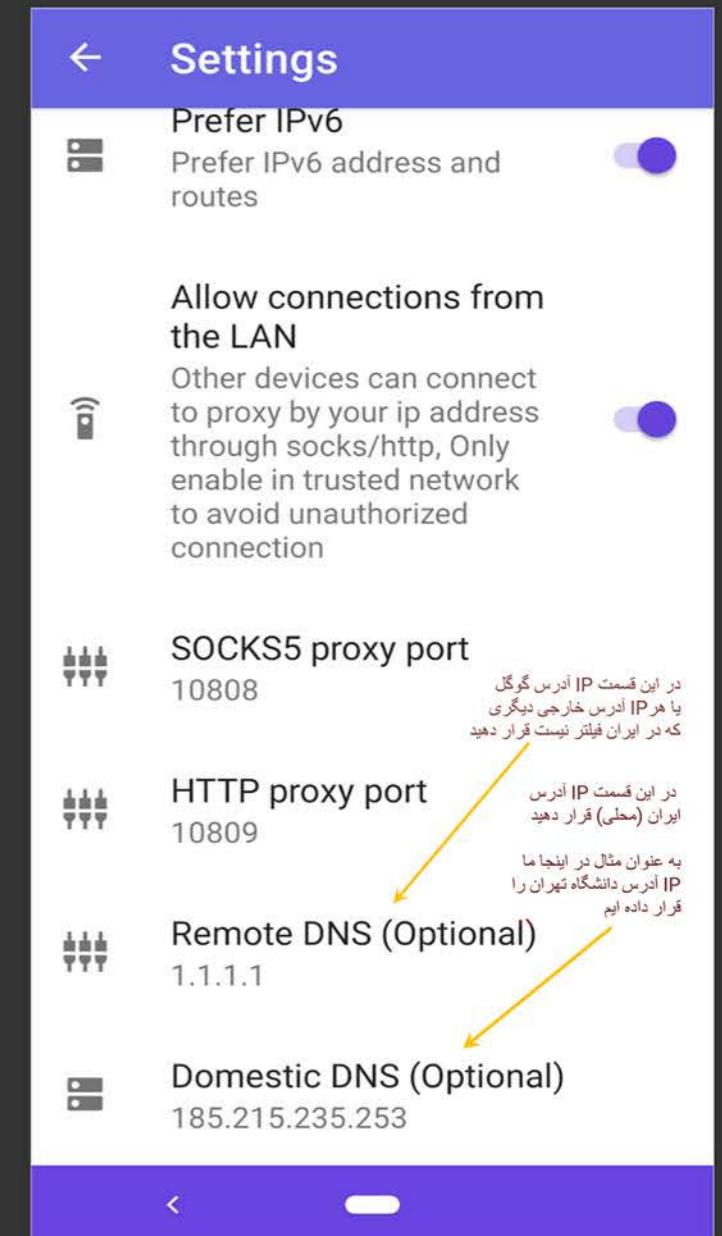 Settings
Prefer IPv6
Prefer IPv6 address and
routes
Allow connections from
the LAN
Other devices can connect
to proxy by your ip address
through socks/http, Only
enable in trusted network
to avoid unauthorized
connection
SOCKS5 proxy port
10808
در این قسمت IP آدرس گوگل
یا هر IP آدرس خارجی دیگری
که در ایران فیلتر نیست قرار دهید
HTTP proxy port
10809
در این قسمت IP آدرس
ایران (محلی) قرار دهید
به عنوان مثال در اینجا ما
IP آدرس دانشگاه تهران را
قرار داده ایم
Remote DNS (Optional)
1.1.1.1
Domestic DNS (Optional)
185.215.235.253